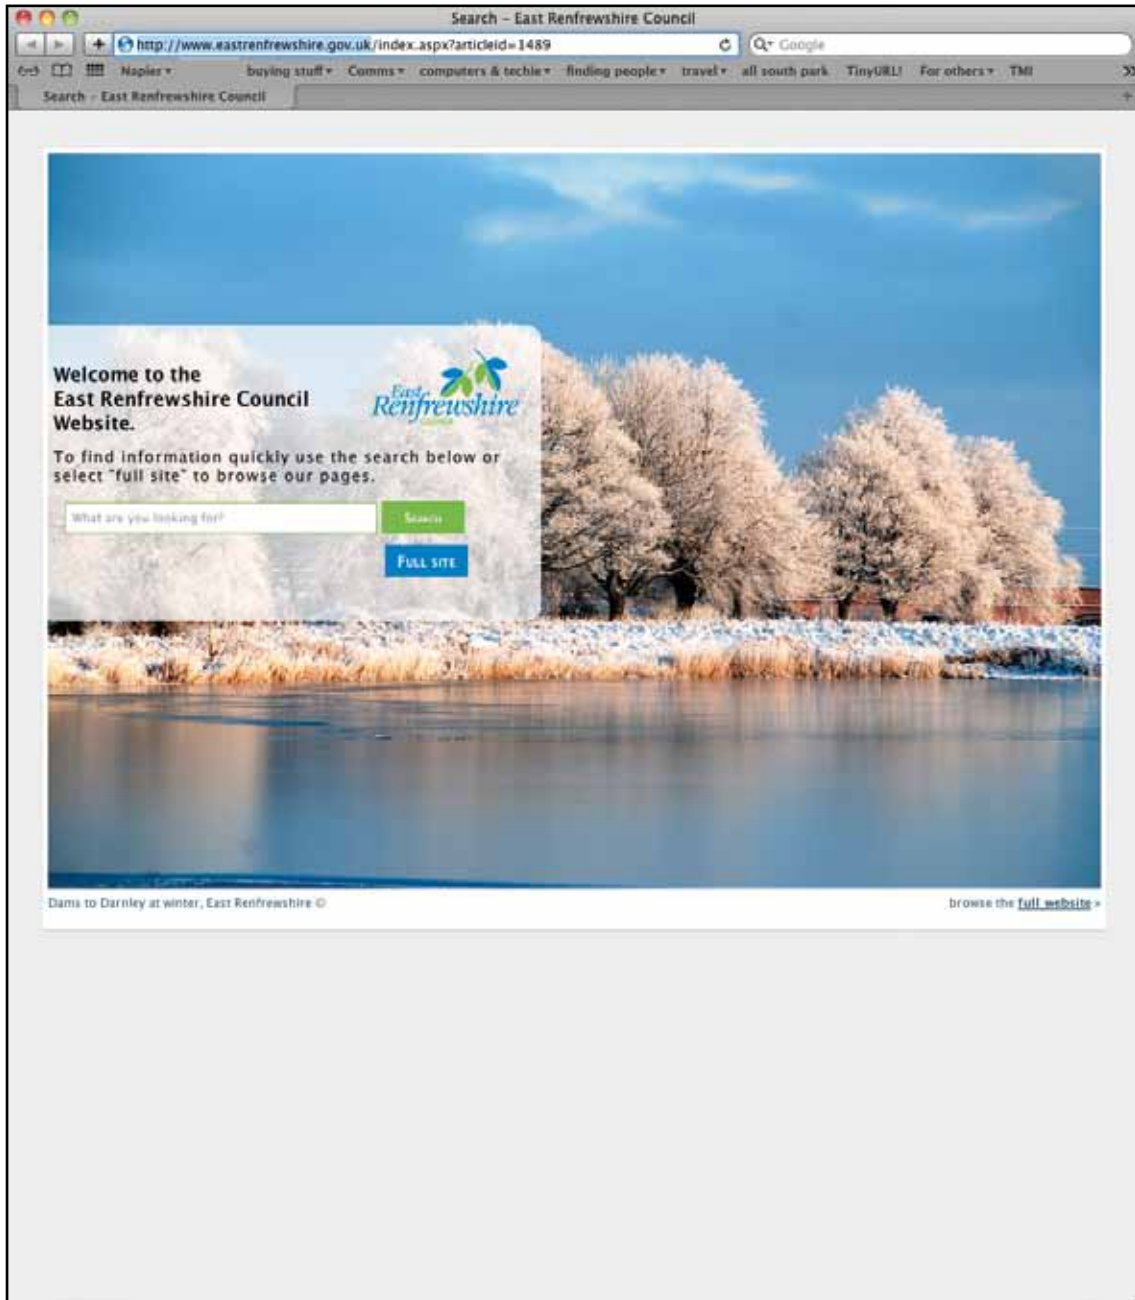 Search – East Renfrewshire Council
http://www.eastrenfrewshire.gov.uk/index.aspx?articleid=1489
Google
Napier buying stuff Comms computers & techie finding people travel all south park TinyURL! For others TMI
Search – East Renfrewshire Council
Welcome to the
East Renfrewshire Council
Website.
East
Renfrewshire
To find information quickly use the search below or
select "full site" to browse our pages.
What are you looking for?
Search
Full site
Dams to Darnley at winter, East Renfrewshire ©
browse the full website »